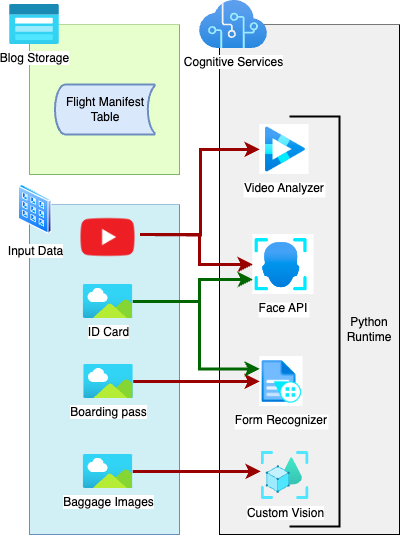 Blog Storage
Cognitive Services
Flight Manifest
Table
Video Analyzer
Input Data
Face API
ID Card
Python
Runtime
Boarding pass
Form Recognizer
Baggage Images
Custom Vision